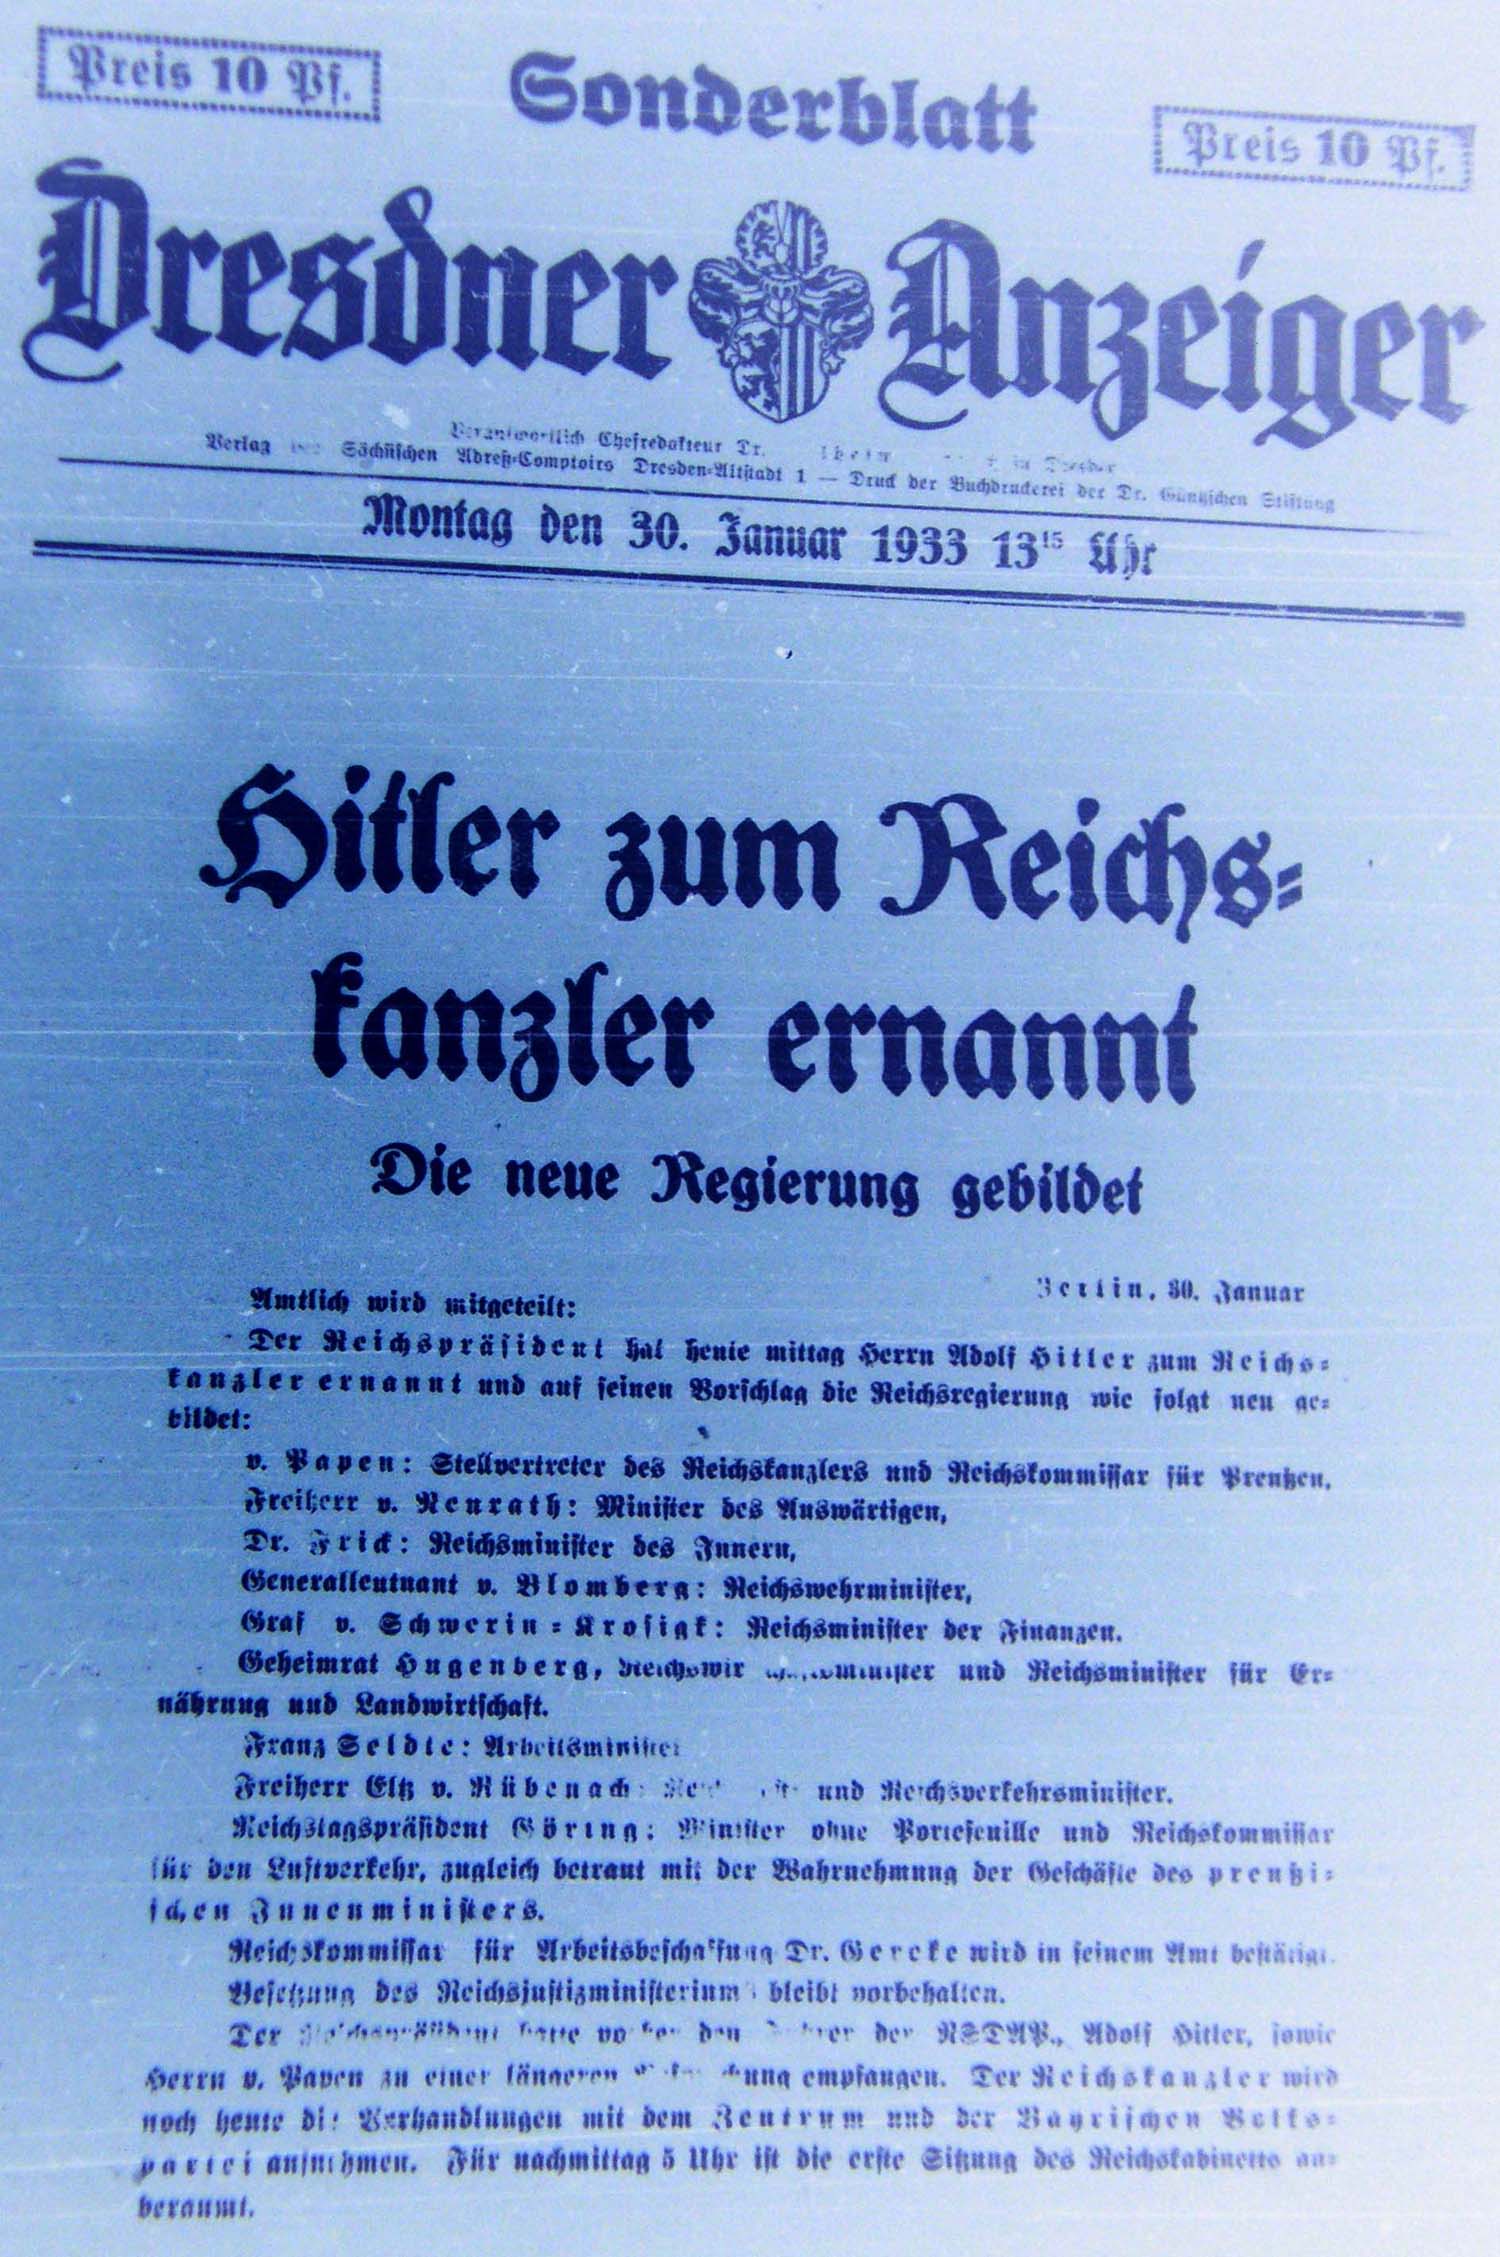 Preis 10 Pf.
Sonderblatt
Preis 10 Pf.
Dresdner Anzeiger
Verantwortlich Chefredakteur Dr. in Dresden
Verlag Sächsischen Adreß-Comptoirs Dresden-Altstadt 1 — Druck der Buchdruckerei der Dr. Güntzschen Stiftung
Montag den 30. Januar 1933 13¹⁵ Uhr
Hitler zum Reichs-
kanzler ernannt
Die neue Regierung gebildet
Berlin, 30. Januar
Amtlich wird mitgeteilt:
Der Reichspräsident hat heute mittag Herrn Adolf Hitler zum Reichs-
kanzler ernannt und auf seinen Vorschlag die Reichsregierung wie folgt neu ge-
bildet:
v. Papen: Stellvertreter des Reichskanzlers und Reichskommissar für Preußen,
Freiherr v. Neurath: Minister des Auswärtigen,
Dr. Frick: Reichsminister des Innern,
Generalleutnant v. Blomberg: Reichswehrminister,
Graf v. Schwerin-Krosigk: Reichsminister der Finanzen.
Geheimrat Hugenberg, und Reichsminister für Er-
nährung und Landwirtschaft.
Franz Seldte: Arbeitsminister
Freiherr Eltz v. Rübenach: und Reichsverkehrsminister.
Reichstagspräsident Göring: Minister ohne Portefeuille und Reichskommissar
für den Luftverkehr, zugleich betraut mit der Wahrnehmung der Geschäfte des preußi-
schen Innenministers.
Reichskommissar für Arbeitsbeschaffung Dr. Gereke wird in seinem Amt bestätigt.
Besetzung des Reichsjustizministeriums bleibt vorbehalten.
Der Reichspräsident hatte vorher den Führer der NSDAP., Adolf Hitler, sowie
Herrn v. Papen zu einer längeren empfangen. Der Reichskanzler wird
noch heute die Verhandlungen mit dem Zentrum und der Bayrischen Volks-
partei aufnehmen. Für nachmittag 5 Uhr ist die erste Sitzung des Reichskabinetts an-
beraumt.